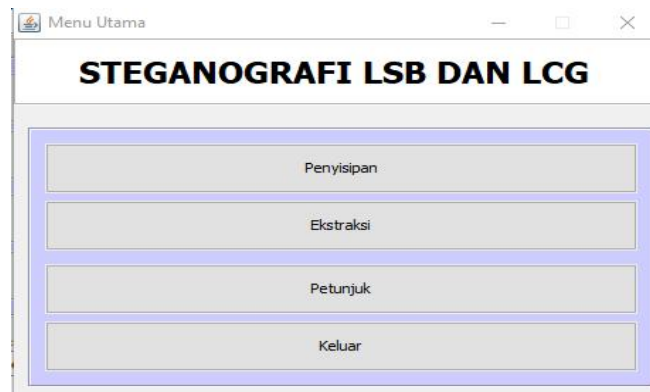 Menu Utama
STEGANOGRAFI LSB DAN LCG
Penyisipan
Ekstraksi
Petunjuk
Keluar